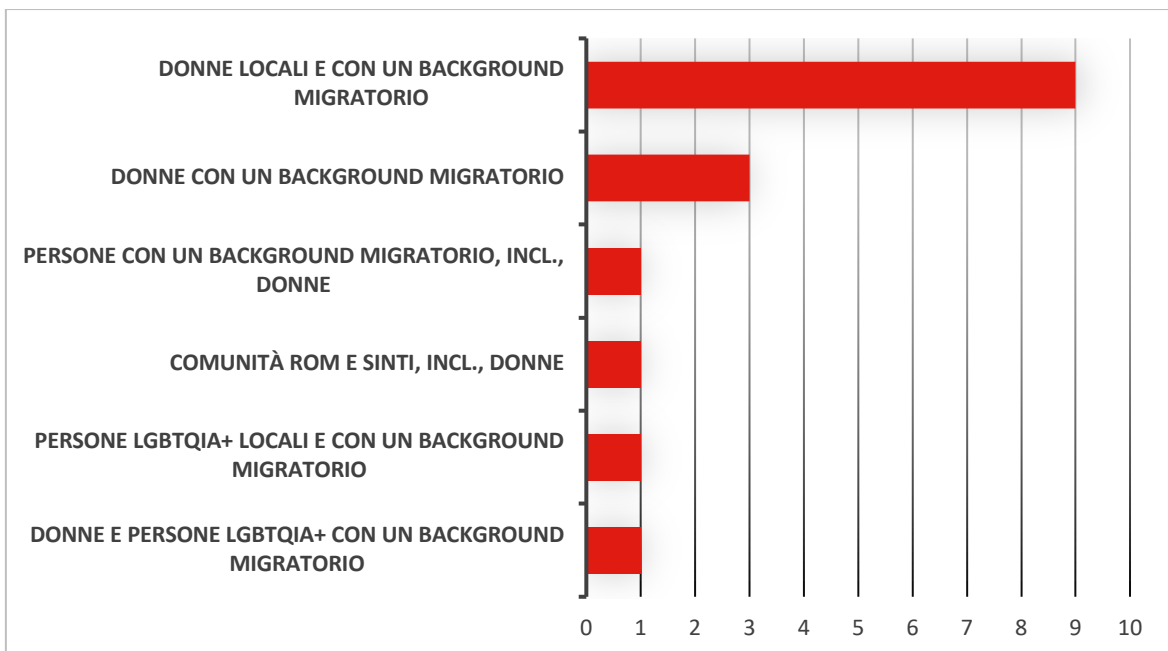 DONNE LOCALI E CON UN BACKGROUND
MIGRATORIO
DONNE CON UN BACKGROUND MIGRATORIO
PERSONE CON UN BACKGROUND MIGRATORIO, INCL.,
DONNE
COMUNITÀ ROM E SINTI, INCL., DONNE
PERSONE LGBTQIA+ LOCALI E CON UN BACKGROUND
MIGRATORIO
DONNE E PERSONE LGBTQIA+ CON UN BACKGROUND
MIGRATORIO
0 1 2 3 4 5 6 7 8 9 10